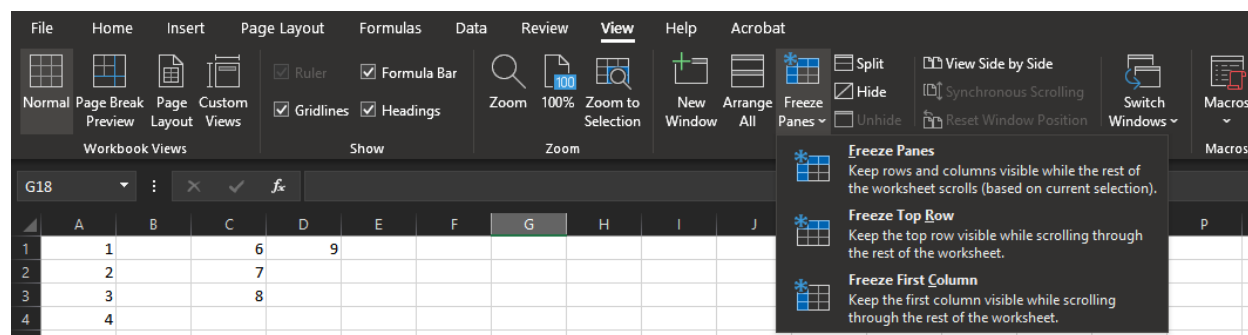 File Home Insert Page Layout Formulas Data Review View Help Acrobat
Normal Page Break Preview Page Layout Custom Views
Workbook Views
Ruler Formula Bar
Gridlines Headings
Show
Zoom 100 100% Zoom to Selection
Zoom
New Window Arrange All Freeze Panes
Split
Hide
Unhide
View Side by Side
Synchronous Scrolling
Reset Window Position
Switch Windows
Macros
Macros
Freeze Panes
Keep rows and columns visible while the rest of
the worksheet scrolls (based on current selection).
Freeze Top Row
Keep the top row visible while scrolling through
the rest of the worksheet.
Freeze First Column
Keep the first column visible while scrolling
through the rest of the worksheet.
G18 fx
A B C D E F G H I J P
1 1 6 9
2 2 7
3 3 8
4 4